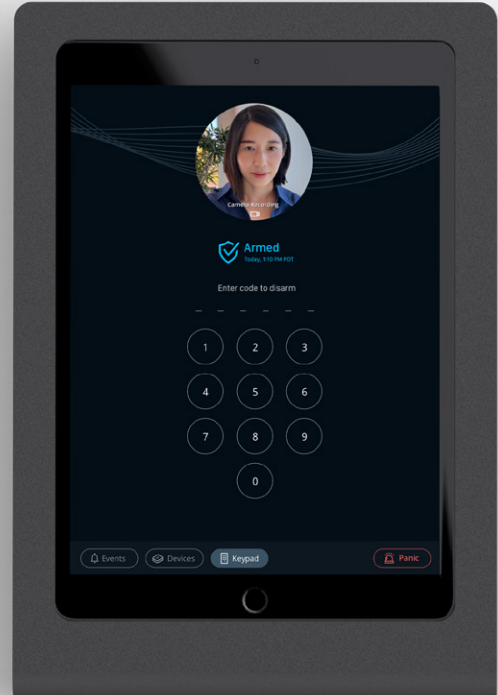 Camera Recording
Armed
Today, 1:10 PM PDT
Enter code to disarm
1 2 3
4 5 6
7 8 9
0
Events Devices Keypad Panic